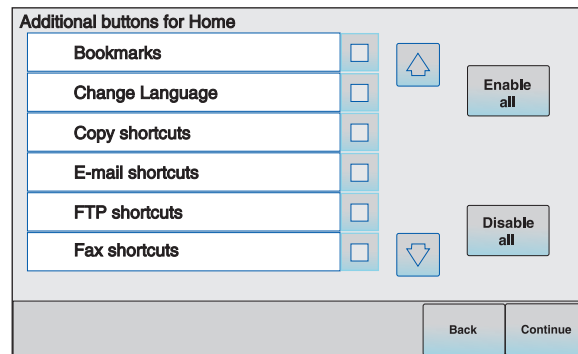 Additional buttons for Home
Bookmarks
Change Language
Copy shortcuts
E-mail shortcuts
FTP shortcuts
Fax shortcuts
Enable
all
Disable
all
Back
Continue